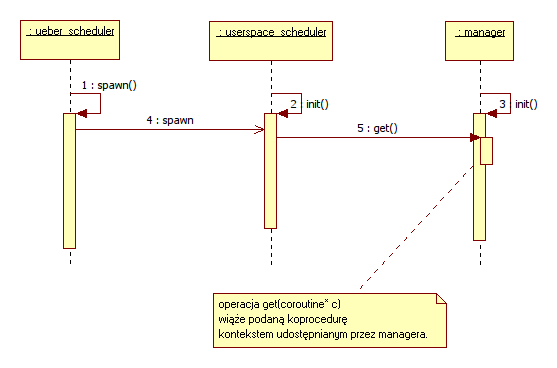 : ueber_scheduler
: userspace_scheduler
: manager
1 : spawn()
2 : init()
3 : init()
4 : spawn
5 : get()
operacja get(coroutine* c)
wiąże podaną koprocedurę
kontekstem udostępnianym przez managera.